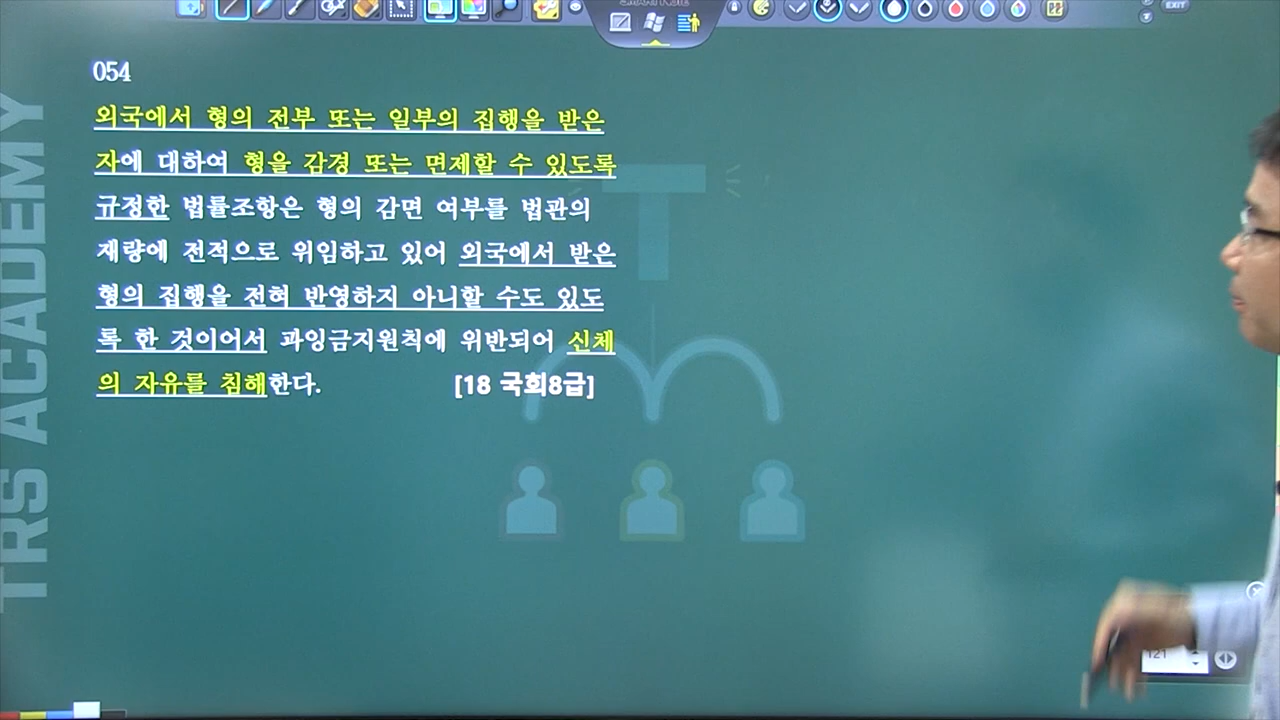 054
외국에서 형의 전부 또는 일부의 집행을 받은
자에 대하여 형을 감경 또는 면제할 수 있도록
규정한 법률조항은 형의 감면 여부를 법관의
재량에 전적으로 위임하고 있어 외국에서 받은
형의 집행을 전혀 반영하지 아니할 수도 있도
록 한 것이어서 과잉금지원칙에 위반되어 신체
의 자유를 침해한다. [18 국회8급]
TRS ACADEMY
EXIT
121